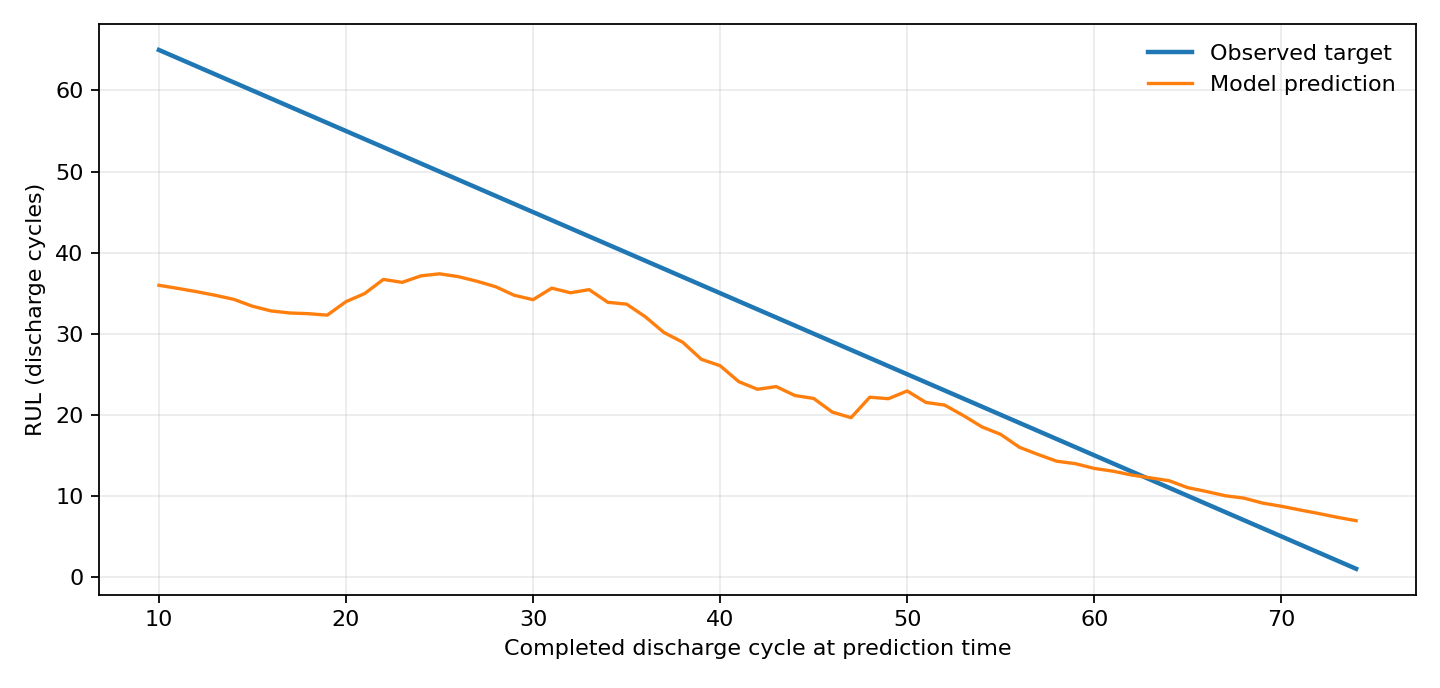 Observed target
Model prediction
60
50
40
30
20
10
0
RUL (discharge cycles)
10 20 30 40 50 60 70
Completed discharge cycle at prediction time